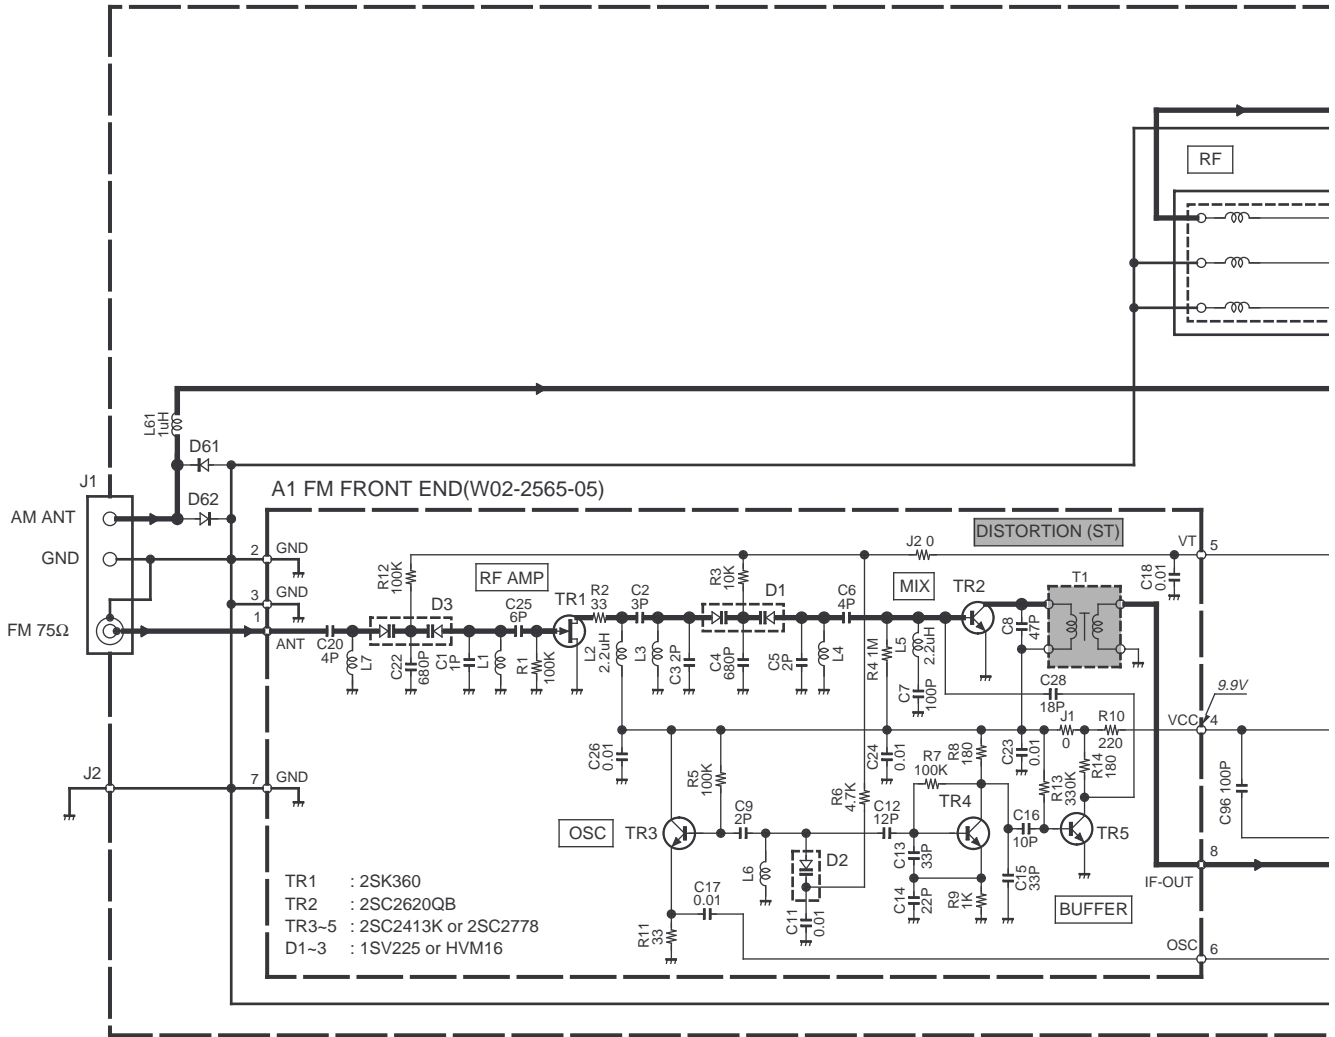 RF
L61
1uH
D61
J1
D62
A1 FM FRONT END(W02-2565-05)
AM ANT
DISTORTION (ST)
GND
2
GND
J2 0
VT
5
R12
100K
RF AMP
R3
10K
C18
0.01
3
GND
D3
C25
6P
TR1
R2
33
C2
3P
D1
C6
4P
MIX
TR2
T1
1
FM 75Ω
ANT
C20
4P
L7
C22
680P
C1
1P
L1
R1
100K
L2
2.2uH
L3
C3 2P
C4
680P
C5
2P
L4
R4 1M
L5
2.2uH
C7
100P
C8
47P
C28
18P
9.9V
VCC
4
J1
0
R10
220
C26
0.01
R5
100K
C24
0.01
R7
100K
R8
180
C23
0.01
R13
330K
R14
180
C96 100P
J2
7
GND
R6
4.7K
OSC
TR3
C9
2P
C12
12P
TR4
C16
10P
TR5
L6
D2
C13
33P
C14
22P
R9
1K
C15
33P
8
IF-OUT
BUFFER
C17
0.01
C11
0.01
R11
33
OSC
6
TR1 : 2SK360
TR2 : 2SC2620QB
TR3~5 : 2SC2413K or 2SC2778
D1~3 : 1SV225 or HVM16